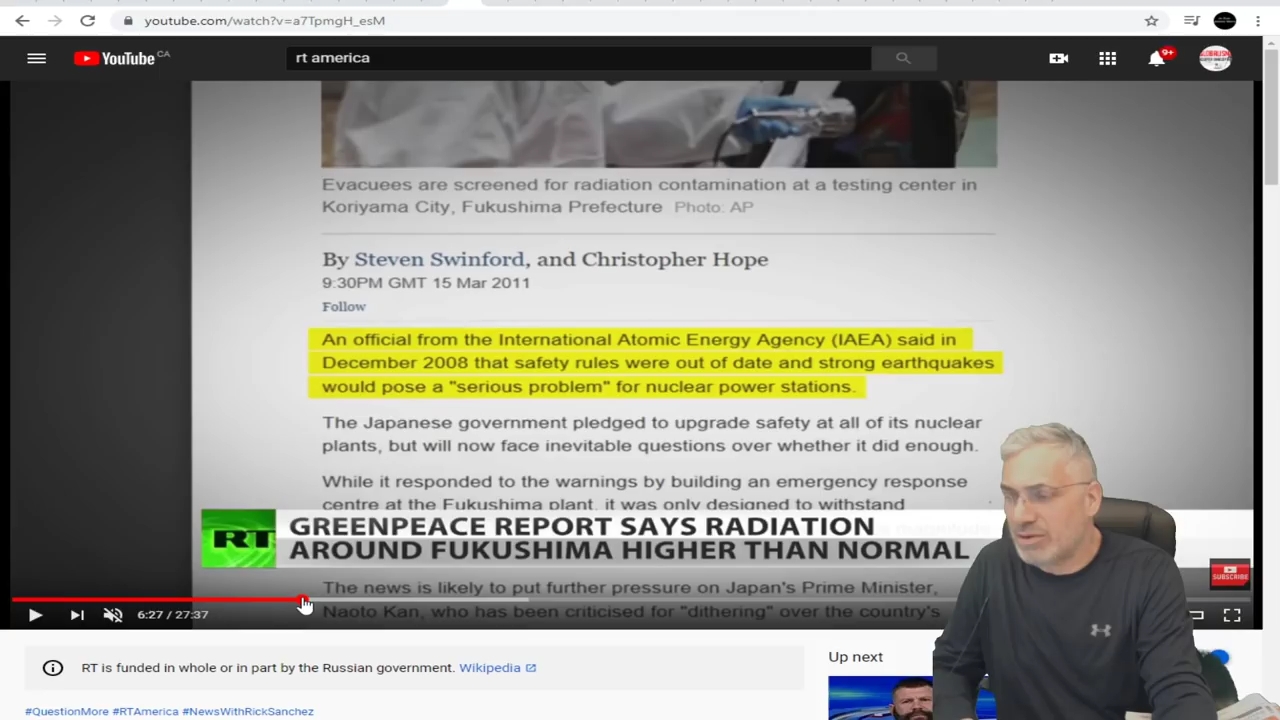 youtube.com/watch?v=a7TpmgH_esM
YouTube CA
rt america
9+
Evacuees are screened for radiation contamination at a testing center in
Koriyama City, Fukushima Prefecture Photo: AP
By Steven Swinford, and Christopher Hope
9:30PM GMT 15 Mar 2011
Follow
An official from the International Atomic Energy Agency (IAEA) said in
December 2008 that safety rules were out of date and strong earthquakes
would pose a "serious problem" for nuclear power stations.
The Japanese government pledged to upgrade safety at all of its nuclear
plants, but will now face inevitable questions over whether it did enough.
While it responded to the warnings by building an emergency response
centre at the Fukushima plant, it was only designed to withstand
RT
GREENPEACE REPORT SAYS RADIATION
AROUND FUKUSHIMA HIGHER THAN NORMAL
SUBSCRIBE
The news is likely to pu further pressure on Japan's Prime Minister,
Naoto Kan, who has been criticised for "dithering" over the country's
6:27 / 27:37
RT is funded in whole or in part by the Russian government. Wikipedia
Up next
#QuestionMore #RTAmerica #NewsWithRickSanchez